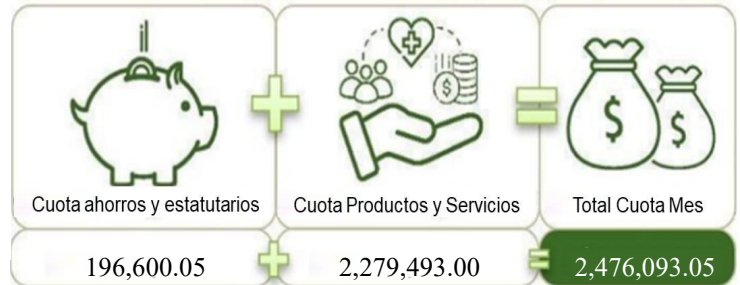 Cuota ahorros y estatutarios
Cuota Productos y Servicios
Total Cuota Mes
196,600.05
2,279,493.00
2,476,093.05